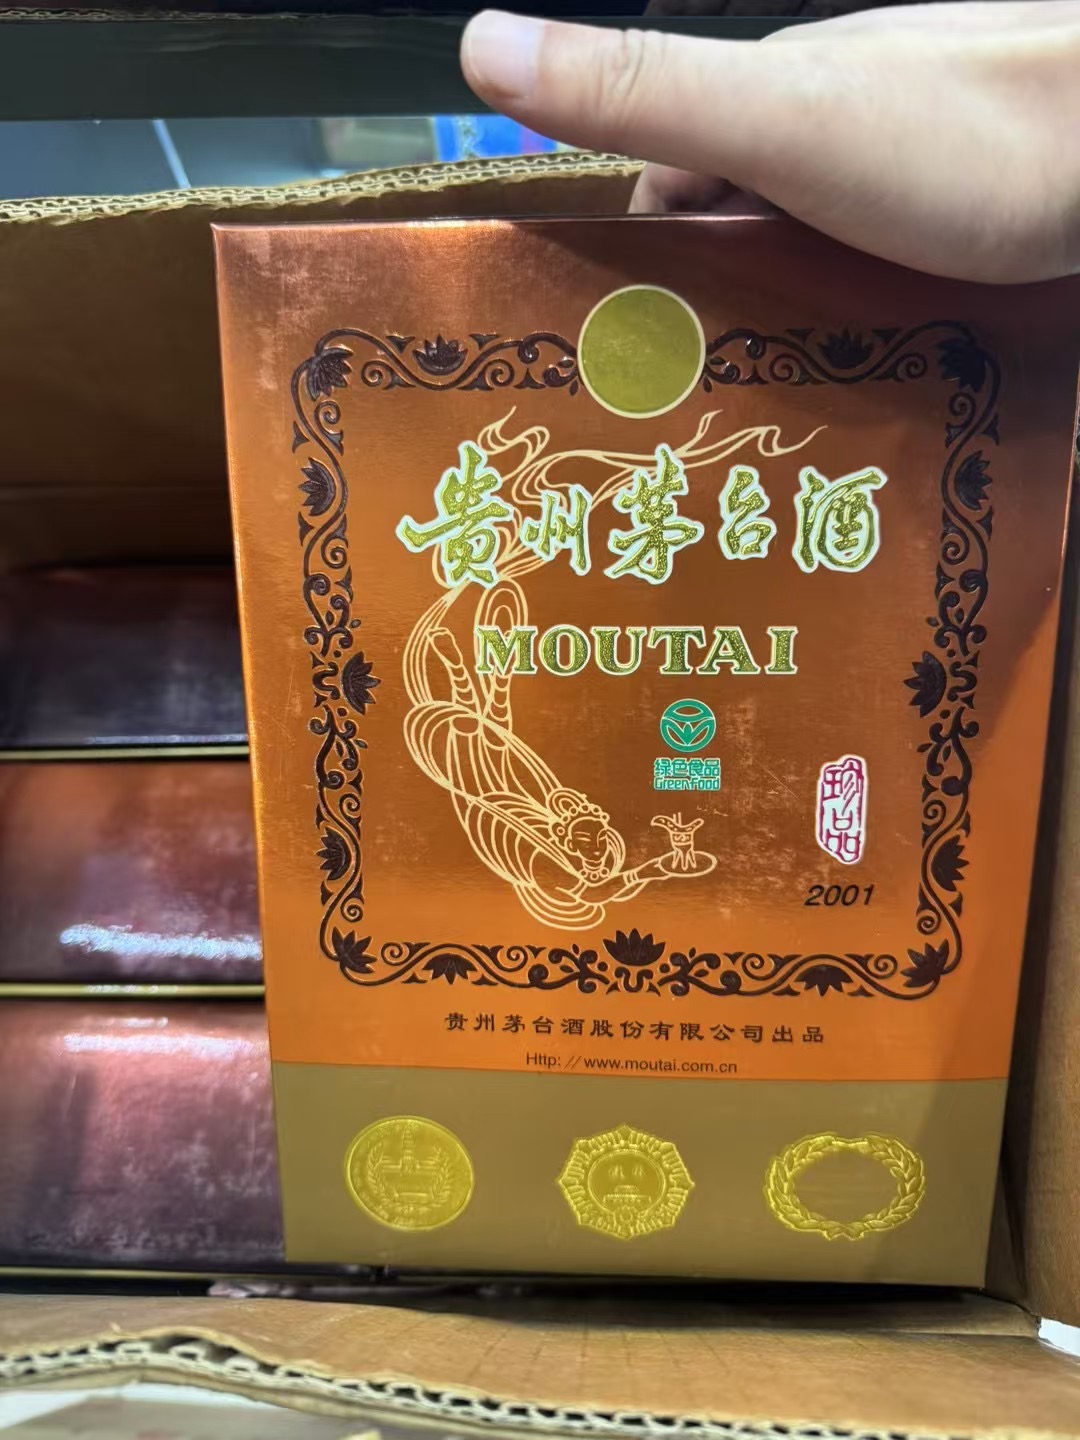 贵州茅台酒
MOUTAI
绿色食品
GreenFood
珍品
2001
贵州茅台酒股份有限公司出品
Http: //www.moutai.com.cn